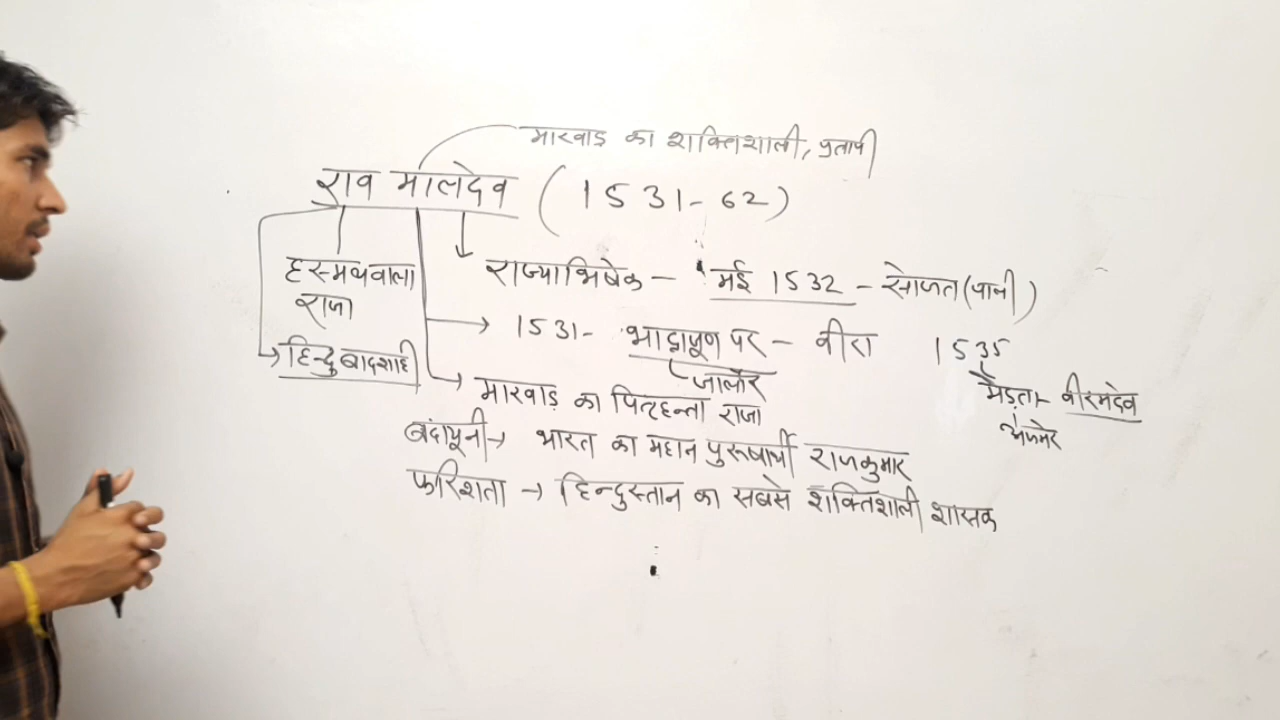 मारवाड का शक्तिशाली, प्रतापी
राव मालदेव (1531-62)
हस्मतवाला
राजा
हिन्दु बादशाह
राज्याभिषेक - मई 1532 - सोजत (पाली)
1531- भाद्राजूण पर - वीरा
जालौर
1535
मेड़ता - वीरमदेव
अजमेर
मारवाड़ का पितृहन्ता राजा
बदायूनी → भारत का महान पुरूषार्थी राजकुमार
फरिश्ता → हिन्दुस्तान का सबसे शक्तिशाली शासक